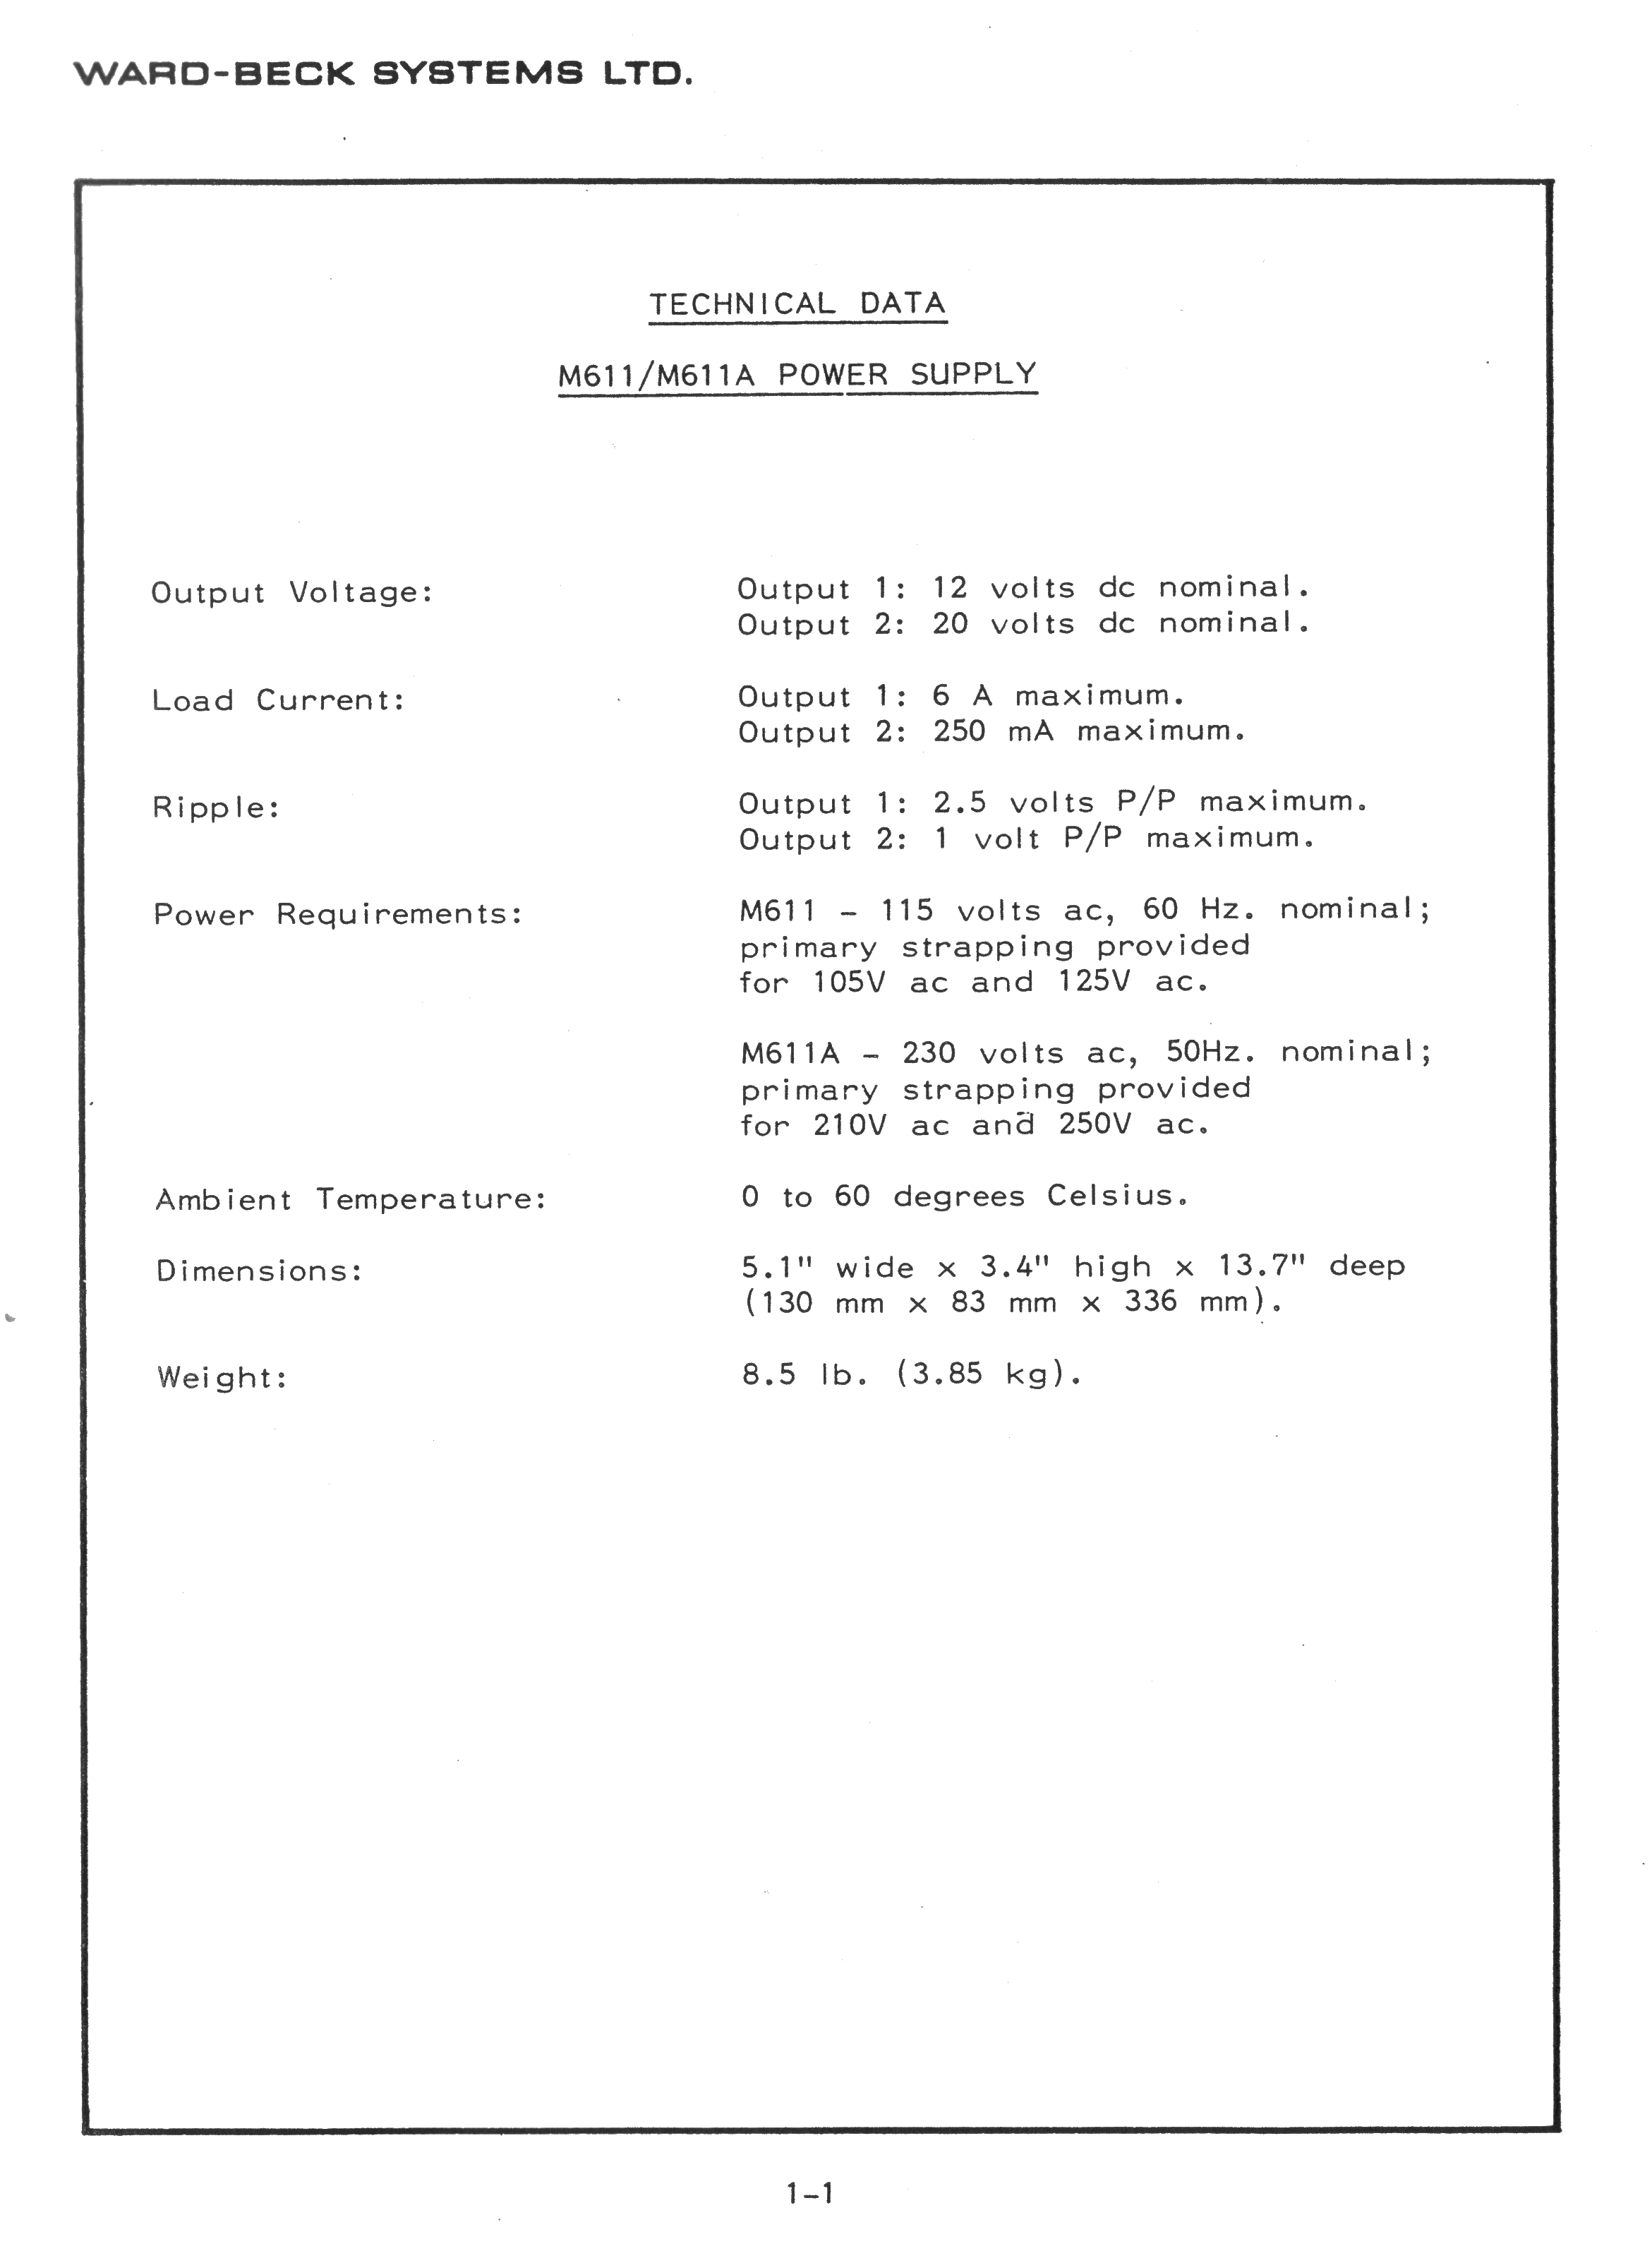 WARD-BECK SYSTEMS LTD.
TECHNICAL DATA
M611/M611A POWER SUPPLY
Output Voltage: Output 1: 12 volts dc nominal.
Output 2: 20 volts dc nominal.
Load Current: Output 1: 6 A maximum.
Output 2: 250 mA maximum.
Ripple: Output 1: 2.5 volts P/P maximum.
Output 2: 1 volt P/P maximum.
Power Requirements: M611 - 115 volts ac, 60 Hz. nominal;
primary strapping provided
for 105V ac and 125V ac.
M611A - 230 volts ac, 50Hz. nominal;
primary strapping provided
for 210V ac and 250V ac.
Ambient Temperature: 0 to 60 degrees Celsius.
Dimensions: 5.1" wide x 3.4" high x 13.7" deep
(130 mm x 83 mm x 336 mm).
Weight: 8.5 lb. (3.85 kg).
1-1